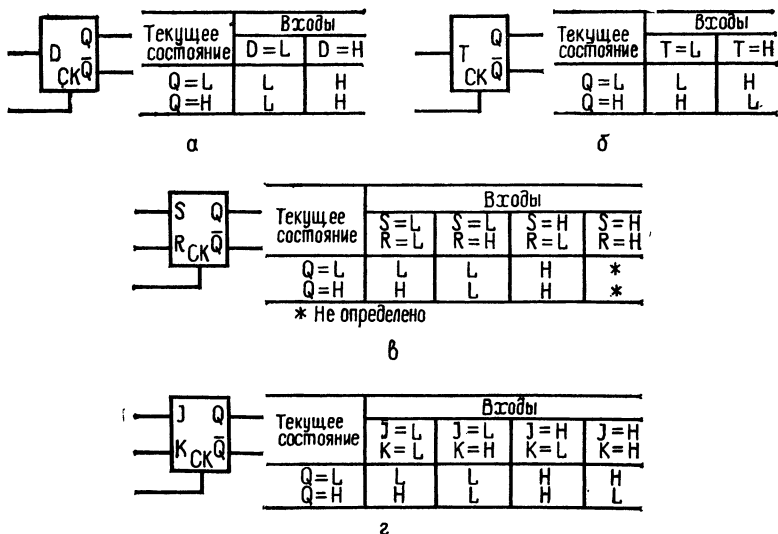 D Q
CK Q̄
Текущее состояние
Входы
D=L D=H
Q=L L H
Q=H L H
а
T Q
CK Q̄
Текущее состояние
Входы
T=L T=H
Q=L L H
Q=H H L
б
S Q
R CK Q̄
Текущее состояние
Входы
S=L S=L S=H S=H
R=L R=H R=L R=H
Q=L L L H *
Q=H H L H *
* Не определено
в
J Q
K CK Q̄
Текущее состояние
Входы
J=L J=L J=H J=H
K=L K=H K=L K=H
Q=L L L H H
Q=H H L H L
г